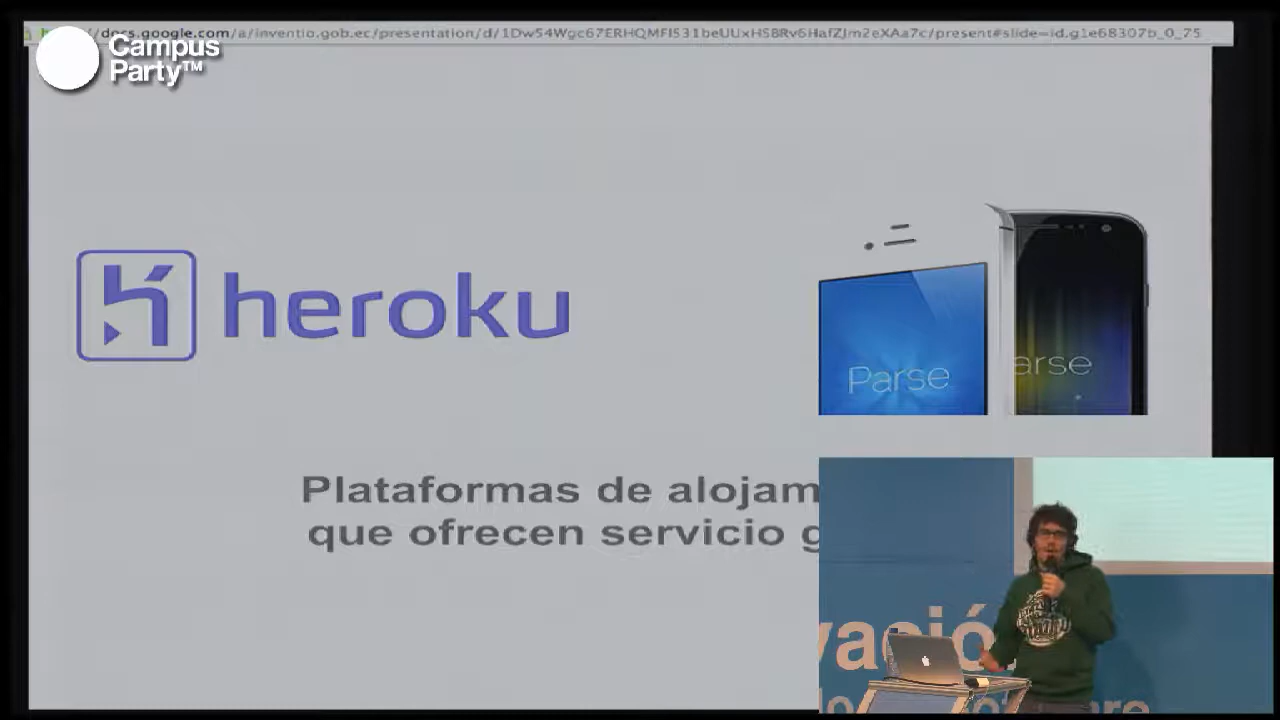 docs.google.com/a/inventio.gob.ec/presentation/d/1Dw54Wgc67ERHQMFI531beUUxHSBRv6HafZJm2eXAa7c/present#slide=id.g1e68307b_0_75
Campus
Party™
heroku
Parse
arse
Plataformas de alojam
que ofrecen servicio g
vació